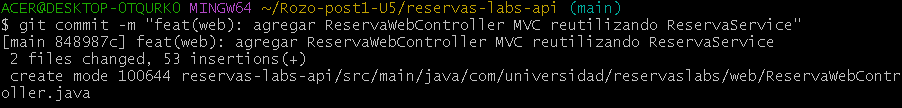 ACER@DESKTOP-OTQURKO MINGW64 ~/Rozo-post1-U5/reservas-labs-api (main)
$ git commit -m "feat(web): agregar ReservaWebController MVC reutilizando ReservaService"
[main 848987c] feat(web): agregar ReservaWebController MVC reutilizando ReservaService
 2 files changed, 53 insertions(+)
 create mode 100644 reservas-labs-api/src/main/java/com/universidad/reservaslabs/web/ReservaWebContr
oller.java